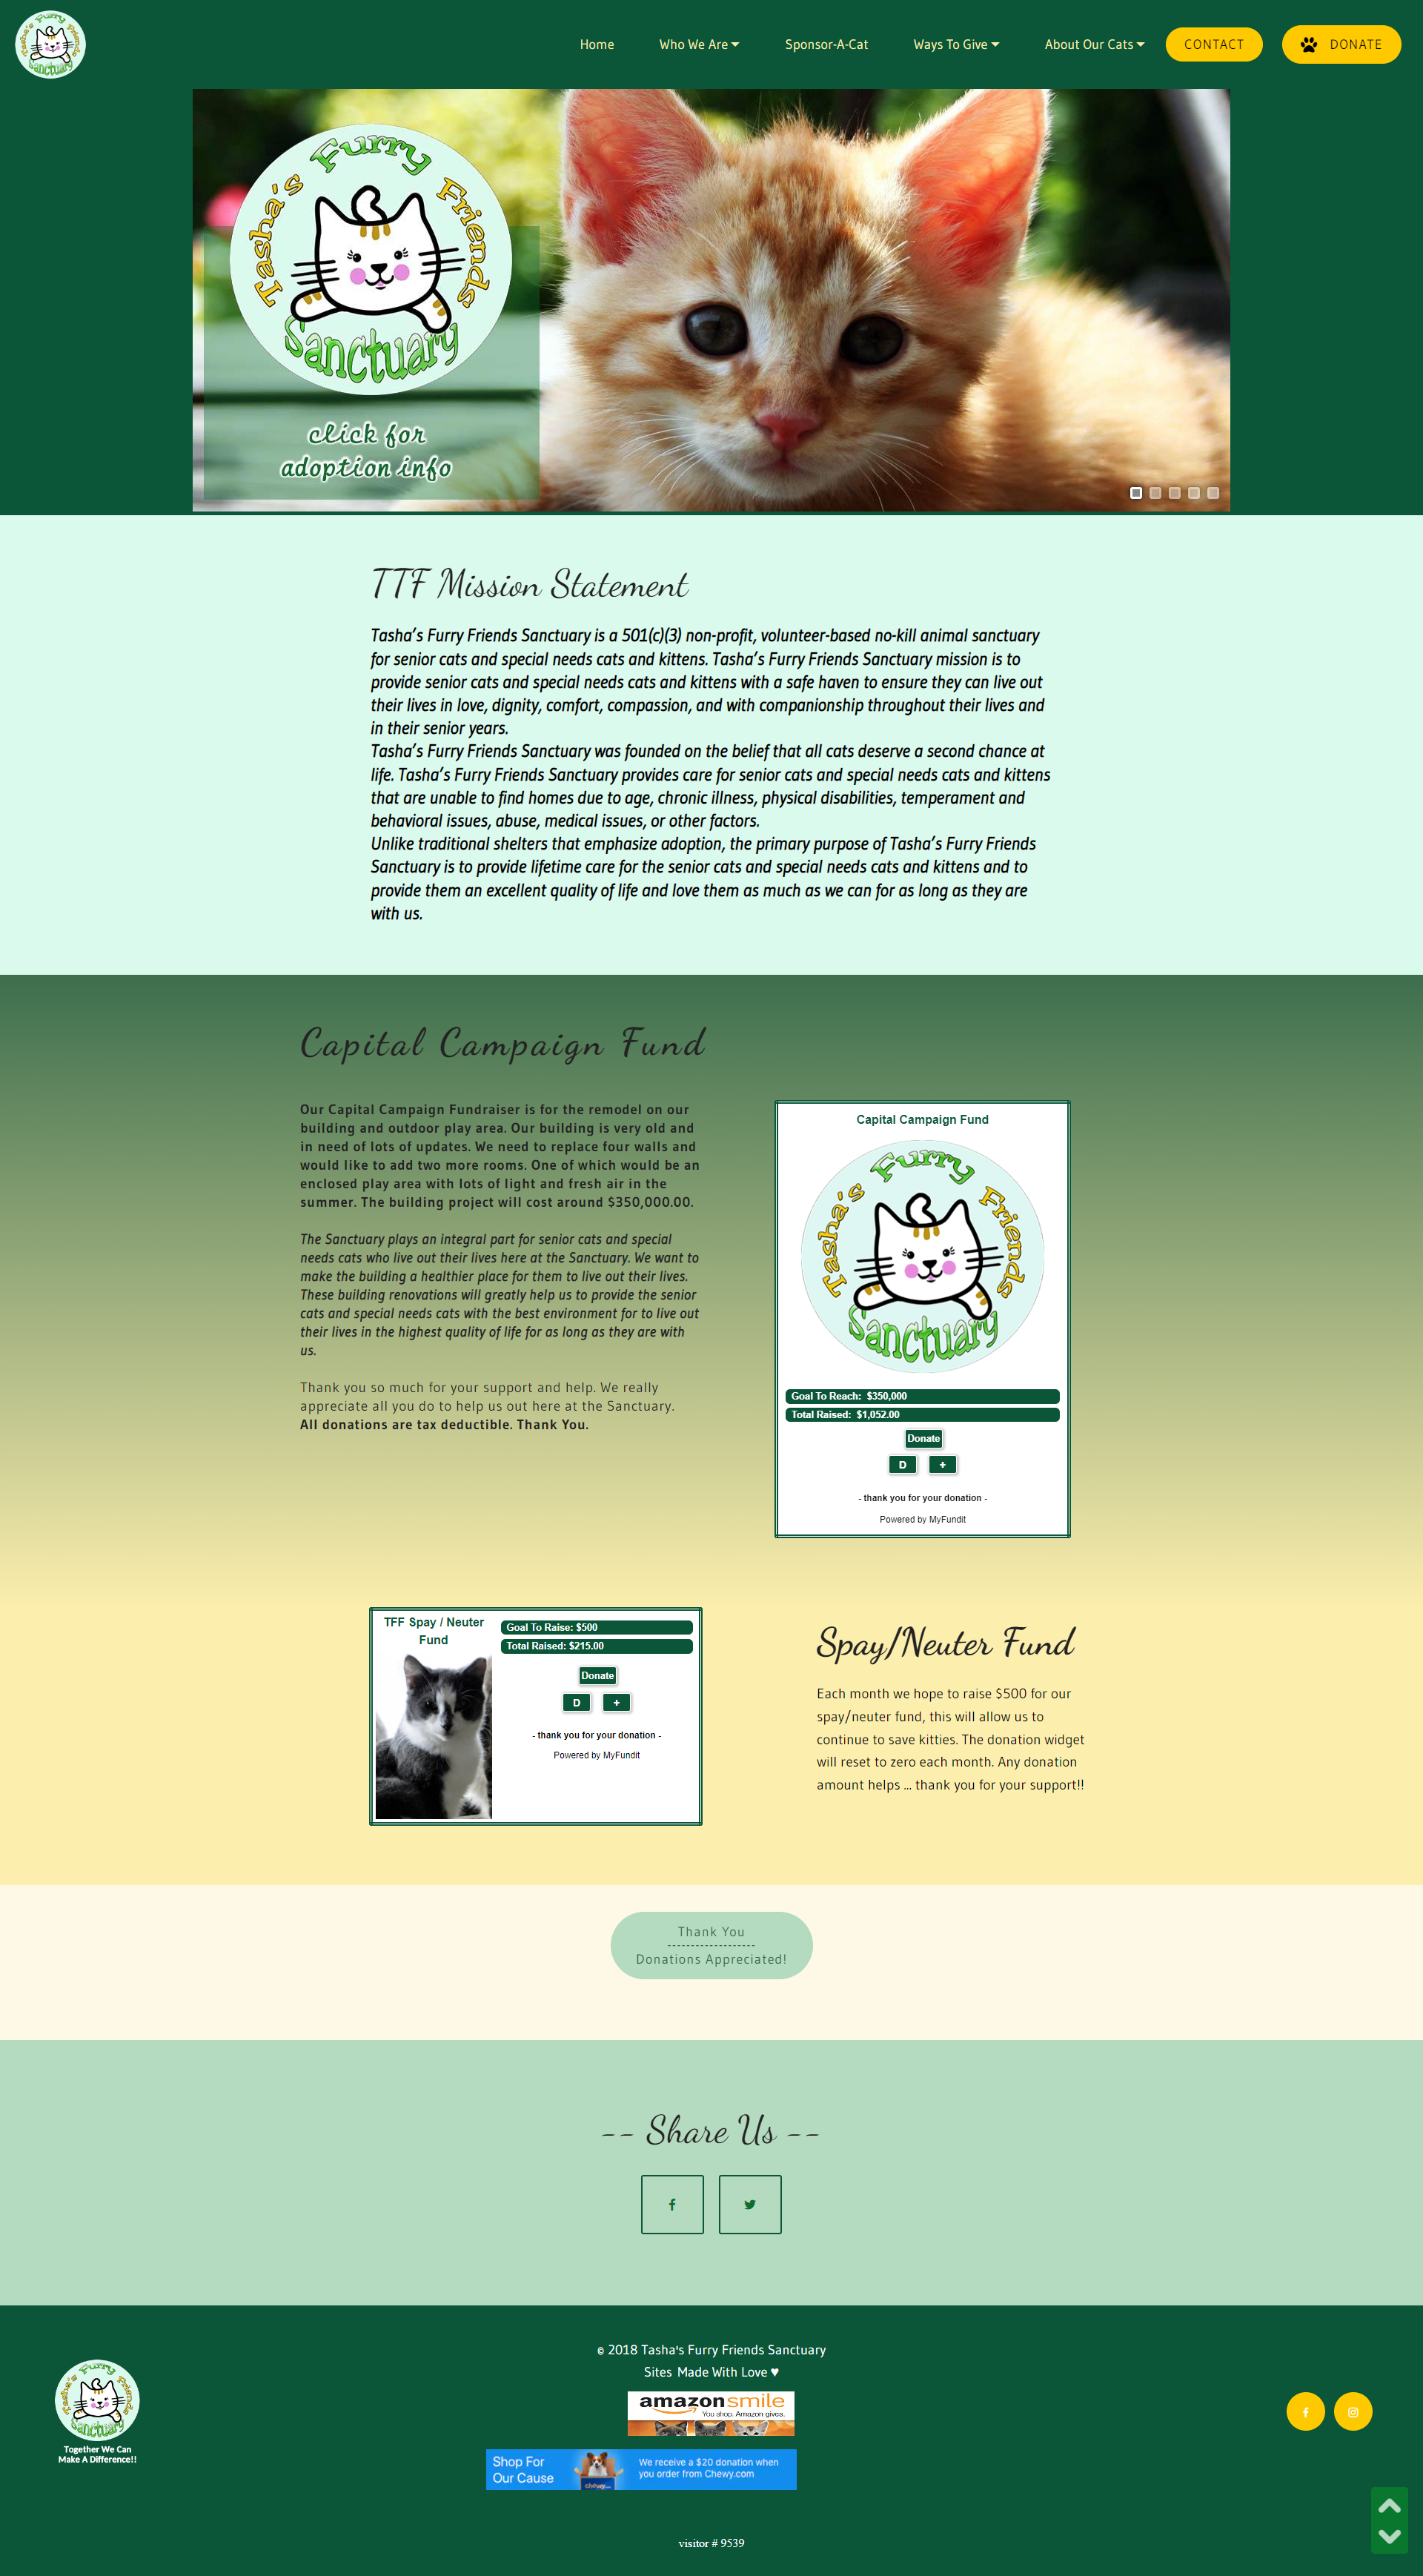 Tasha's Furry Friends Sanctuary
Home
Who We Are
Sponsor-A-Cat
Ways To Give
About Our Cats
CONTACT
DONATE
Tasha's Furry Friends Sanctuary
click for
adoption info
TTF Mission Statement
Tasha's Furry Friends Sanctuary is a 501(c)(3) non-profit, volunteer-based no-kill animal sanctuary
for senior cats and special needs cats and kittens. Tasha's Furry Friends Sanctuary mission is to
provide senior cats and special needs cats and kittens with a safe haven to ensure they can live out
their lives in love, dignity, comfort, compassion, and with companionship throughout their lives and
in their senior years.
Tasha's Furry Friends Sanctuary was founded on the belief that all cats deserve a second chance at
life. Tasha's Furry Friends Sanctuary provides care for senior cats and special needs cats and kittens
that are unable to find homes due to age, chronic illness, physical disabilities, temperament and
behavioral issues, abuse, medical issues, or other factors.
Unlike traditional shelters that emphasize adoption, the primary purpose of Tasha's Furry Friends
Sanctuary is to provide lifetime care for the senior cats and special needs cats and kittens and to
provide them an excellent quality of life and love them as much as we can for as long as they are
with us.
Capital Campaign Fund
Our Capital Campaign Fundraiser is for the remodel on our
building and outdoor play area. Our building is very old and
in need of lots of updates. We need to replace four walls and
would like to add two more rooms. One of which would be an
enclosed play area with lots of light and fresh air in the
summer. The building project will cost around $350,000.00.
The Sanctuary plays an integral part for senior cats and special
needs cats who live out their lives here at the Sanctuary. We want to
make the building a healthier place for them to live out their lives.
These building renovations will greatly help us to provide the senior
cats and special needs cats with the best environment for to live out
their lives in the highest quality of life for as long as they are with
us.
Thank you so much for your support and help. We really
appreciate all you do to help us out here at the Sanctuary.
All donations are tax deductible. Thank You.
Capital Campaign Fund
Tasha's Furry Friends Sanctuary
Goal To Reach: $350,000
Total Raised: $1,052.00
Donate
D +
- thank you for your donation -
Powered by MyFundit
TFF Spay / Neuter
Fund
Goal To Raise: $500
Total Raised: $215.00
Donate
D +
- thank you for your donation -
Powered by MyFundit
Spay/Neuter Fund
Each month we hope to raise $500 for our
spay/neuter fund, this will allow us to
continue to save kitties. The donation widget
will reset to zero each month. Any donation
amount helps ... thank you for your support!!
Thank You
--------------------
Donations Appreciated!
-- Share Us --
© 2018 Tasha's Furry Friends Sanctuary
Sites Made With Love ♥
amazonsmile
You shop. Amazon gives.
Tasha's Furry Friends Sanctuary
Together We Can
Make A Difference!!
Shop For
Our Cause
chewy
We receive a $20 donation when
you order from Chewy.com
visitor # 9539